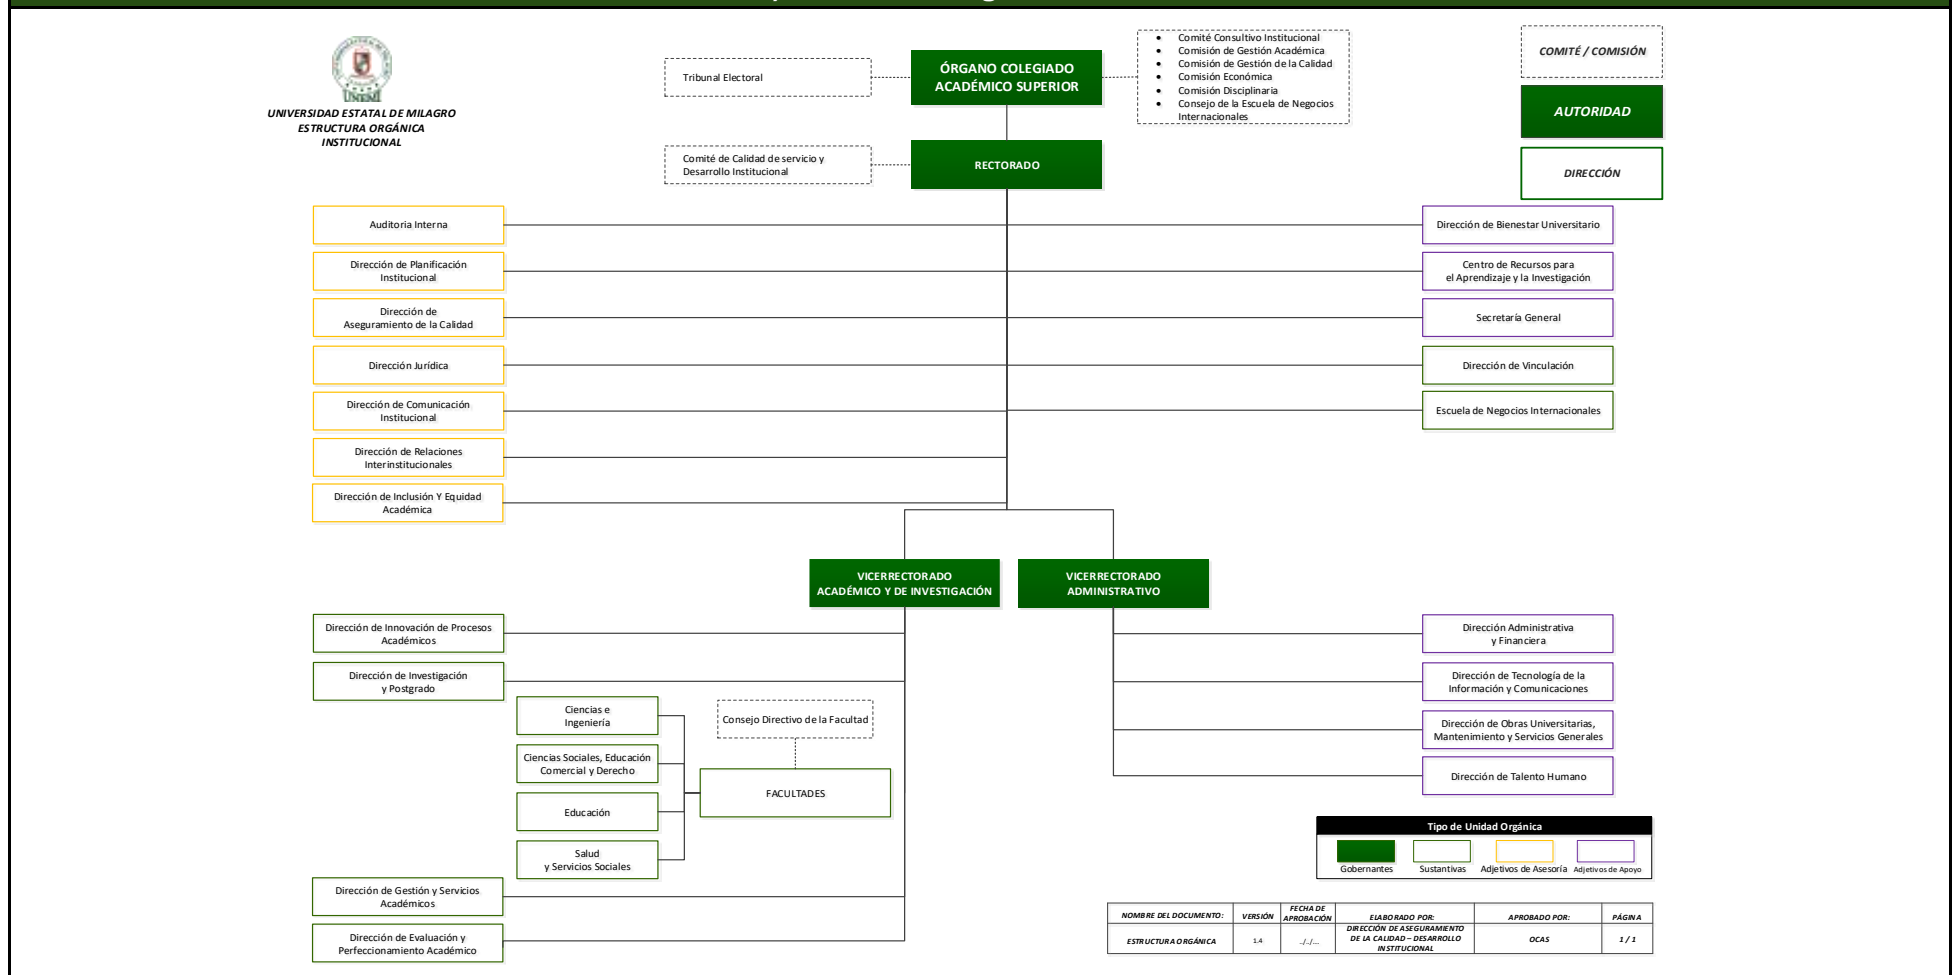 UNEMI
UNIVERSIDAD ESTATAL DE MILAGRO
ESTRUCTURA ORGÁNICA
INSTITUCIONAL
Tribunal Electoral
ÓRGANO COLEGIADO
ACADÉMICO SUPERIOR
• Comité Consultivo Institucional
• Comisión de Gestión Académica
• Comisión de Gestión de la Calidad
• Comisión Económica
• Comisión Disciplinaria
• Consejo de la Escuela de Negocios
Internacionales
COMITÉ / COMISIÓN
AUTORIDAD
DIRECCIÓN
Comité de Calidad de servicio y
Desarrollo Institucional
RECTORADO
Auditoria Interna
Dirección de Planificación
Institucional
Dirección de
Aseguramiento de la Calidad
Dirección Jurídica
Dirección de Comunicación
Institucional
Dirección de Relaciones
Interinstitucionales
Dirección de Inclusión Y Equidad
Académica
Dirección de Bienestar Universitario
Centro de Recursos para
el Aprendizaje y la Investigación
Secretaría General
Dirección de Vinculación
Escuela de Negocios Internacionales
VICERRECTORADO
ACADÉMICO Y DE INVESTIGACIÓN
VICERRECTORADO
ADMINISTRATIVO
Dirección de Innovación de Procesos
Académicos
Dirección de Investigación
y Postgrado
Ciencias e
Ingeniería
Ciencias Sociales, Educación
Comercial y Derecho
Educación
Salud
y Servicios Sociales
Consejo Directivo de la Facultad
FACULTADES
Dirección de Gestión y Servicios
Académicos
Dirección de Evaluación y
Perfeccionamiento Académico
Dirección Administrativa
y Financiera
Dirección de Tecnología de la
Información y Comunicaciones
Dirección de Obras Universitarias,
Mantenimiento y Servicios Generales
Dirección de Talento Humano
Tipo de Unidad Orgánica
Gobernantes Sustantivas Adjetivos de Asesoría Adjetivos de Apoyo
NOMBRE DEL DOCUMENTO: VERSIÓN FECHA DE APROBACIÓN ELABORADO POR: APROBADO POR: PÁGINA
ESTRUCTURA ORGÁNICA 1.4 ../../... DIRECCIÓN DE ASEGURAMIENTO DE LA CALIDAD – DESARROLLO INSTITUCIONAL OCAS 1 / 1